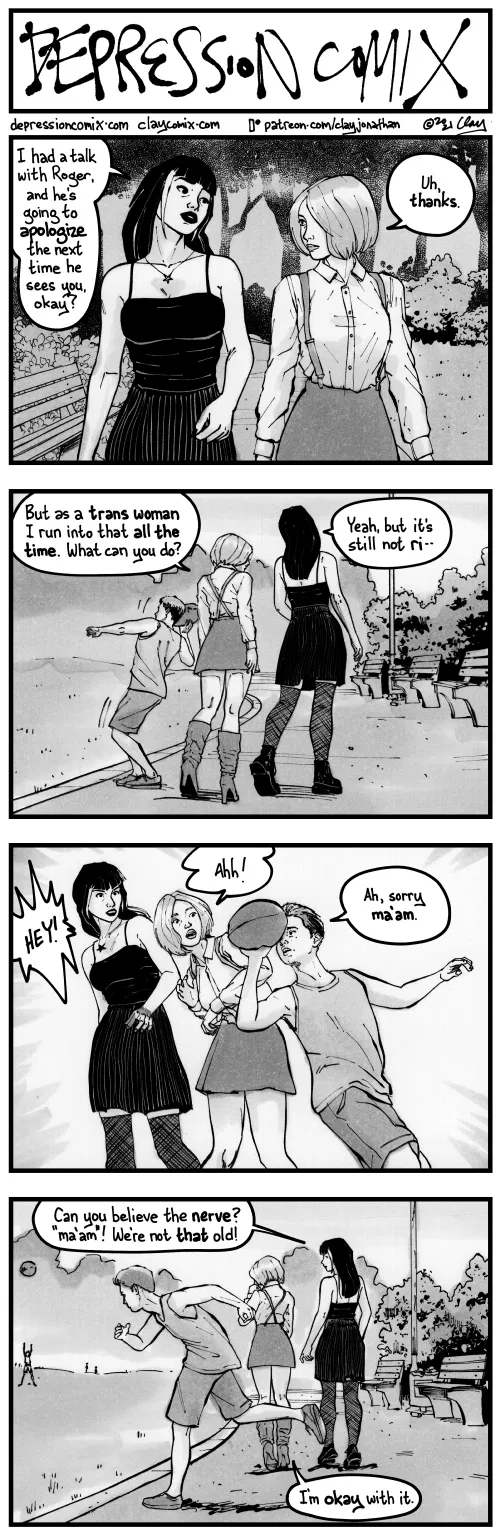 DEPRESSION COMIX
depressioncomix.com claycomix.com patreon.com/clayjonathan © 2021 Clay
I had a talk
with Roger,
and he's
going to
apologize
the next
time he
sees you,
okay?
Uh,
thanks.
But as a trans woman
I run into that all the
time. What can you do?
Yeah, but it's
still not ri--
HEY!
Ahh!
Ah, sorry
ma'am.
Can you believe the nerve?
"ma'am"! We're not that old!
I'm okay with it.